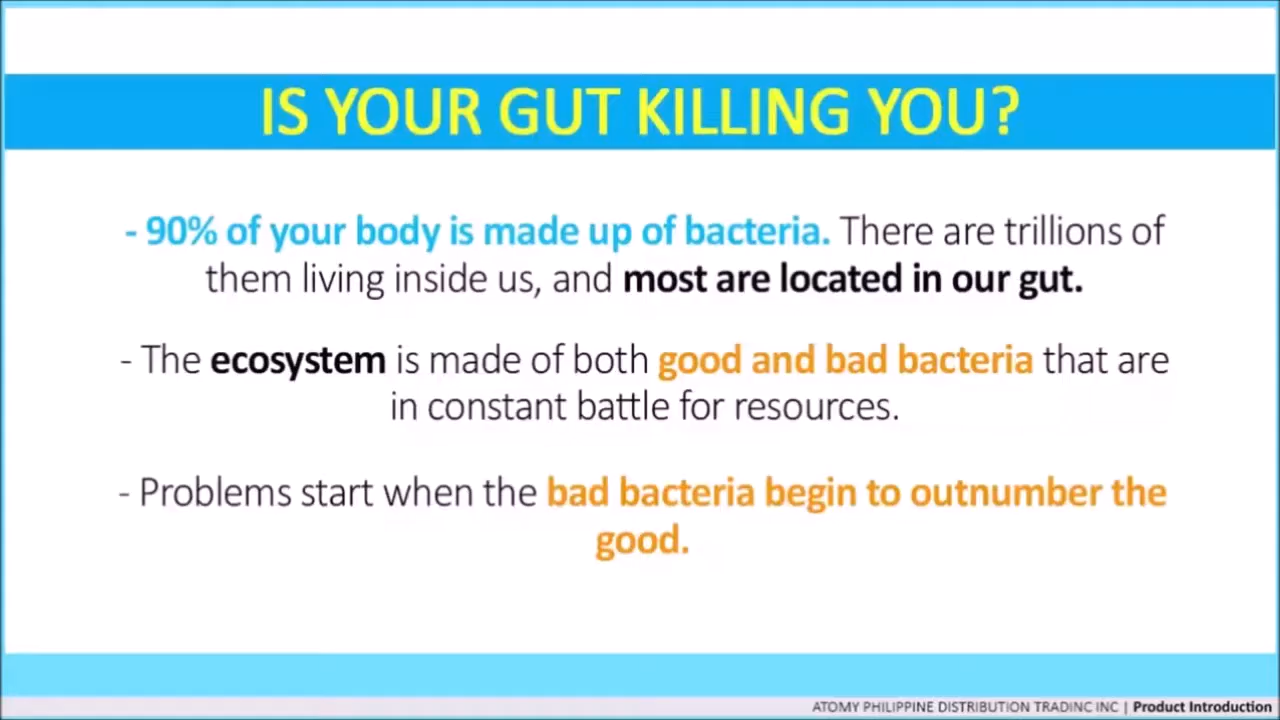 IS YOUR GUT KILLING YOU?
- 90% of your body is made up of bacteria. There are trillions of
them living inside us, and most are located in our gut.
- The ecosystem is made of both good and bad bacteria that are
in constant battle for resources.
- Problems start when the bad bacteria begin to outnumber the
good.
ATOMY PHILIPPINE DISTRIBUTION TRADINC INC | Product Introduction